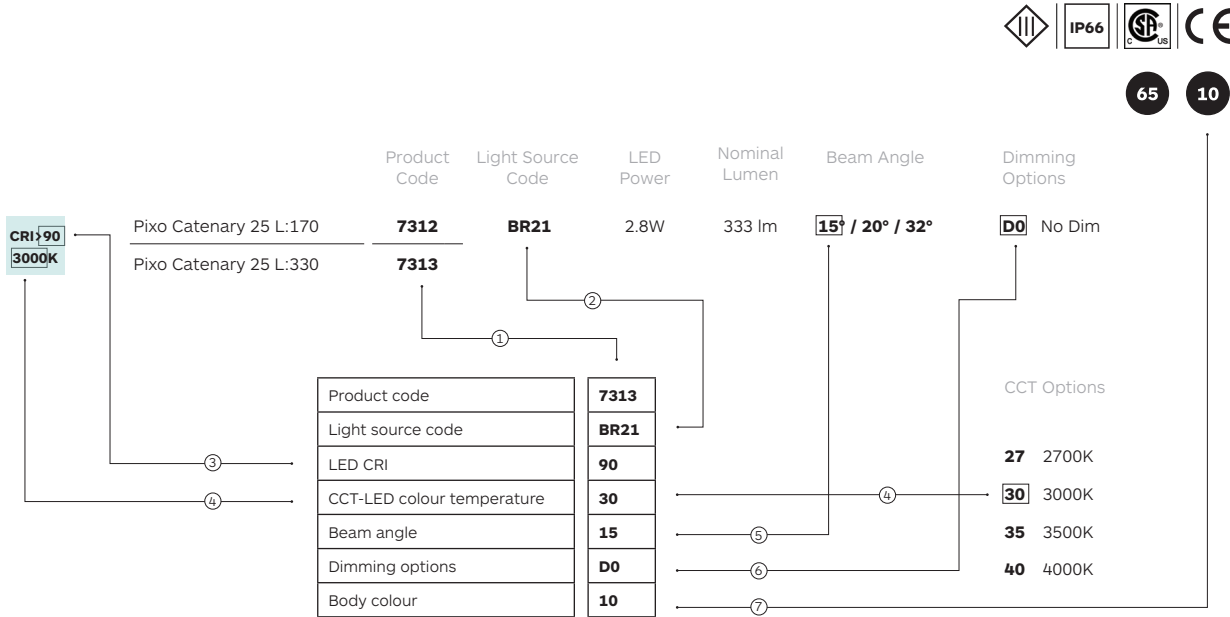 III IP66 SA® C US CE
65 10
Product Code Light Source Code LED Power Nominal Lumen Beam Angle Dimming Options
CRI>90
3000K
Pixo Catenary 25 L:170 7312 BR21 2.8W 333 lm 15° / 20° / 32° D0 No Dim
Pixo Catenary 25 L:330 7313
2
1
Product code 7313
Light source code BR21
3 LED CRI 90
4 CCT-LED colour temperature 30 4
Beam angle 15 5
Dimming options D0 6
Body colour 10 7
CCT Options
27 2700K
30 3000K
35 3500K
40 4000K